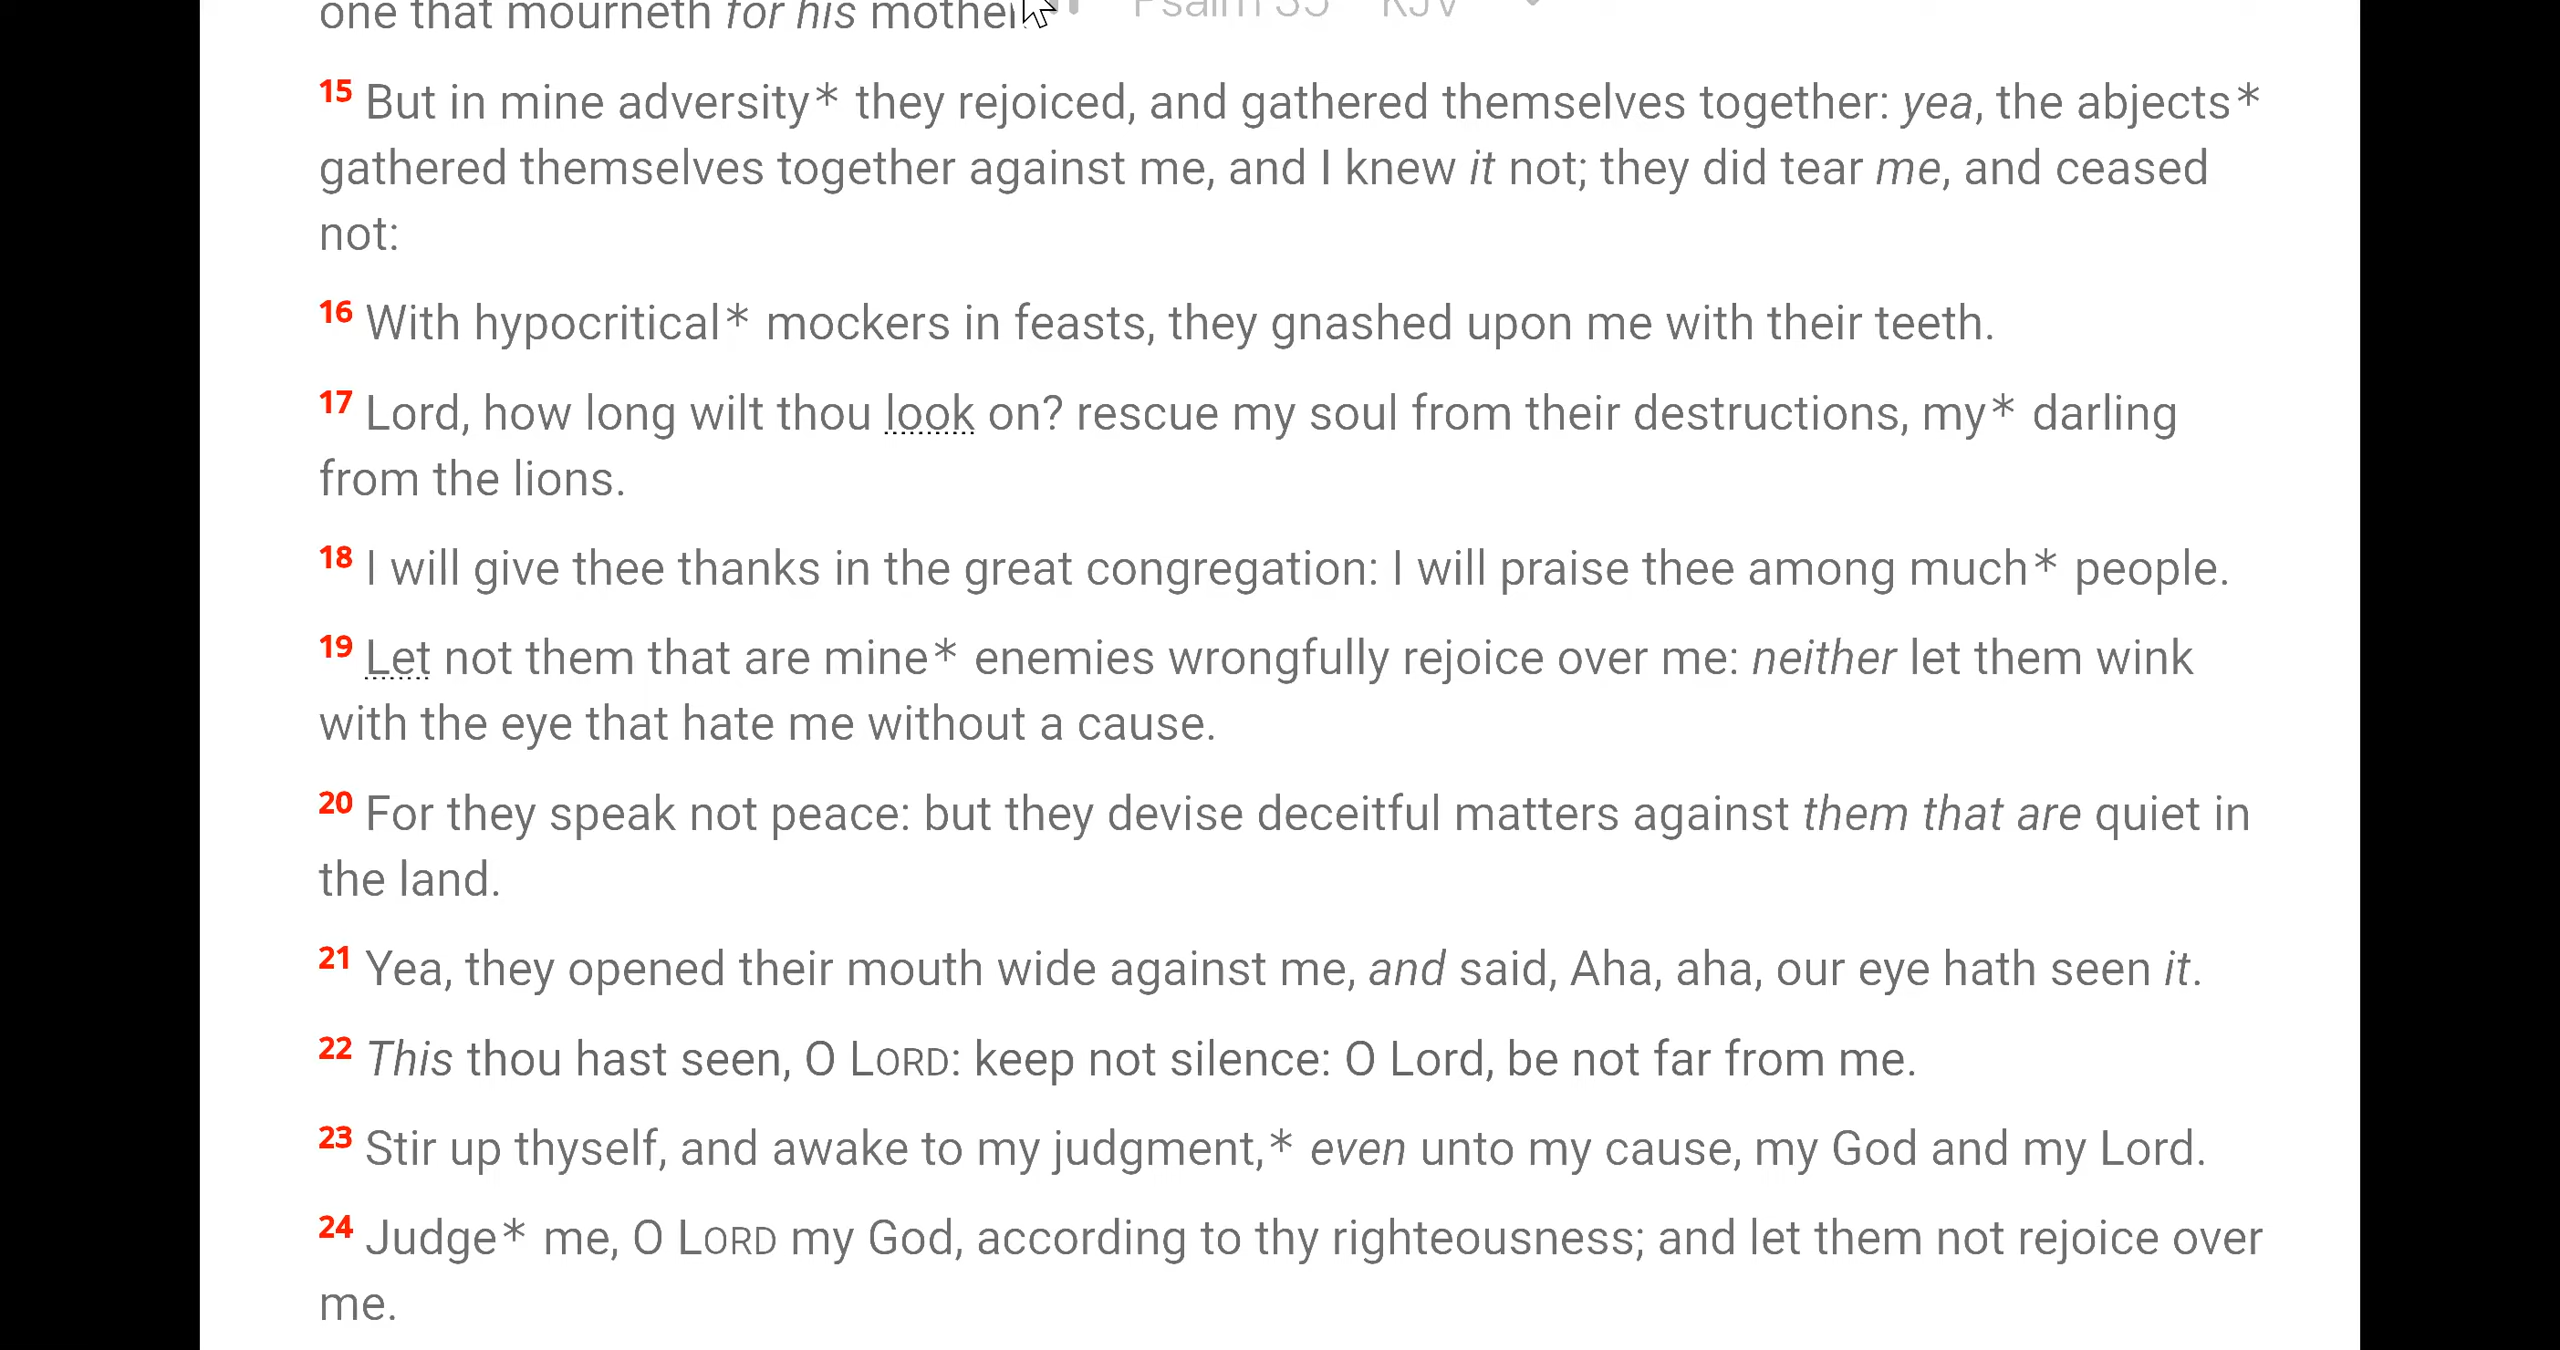 one that mourneth for his mother
Psalm 35 KJV
15 But in mine adversity* they rejoiced, and gathered themselves together: yea, the abjects*
gathered themselves together against me, and I knew it not; they did tear me, and ceased
not:
16 With hypocritical* mockers in feasts, they gnashed upon me with their teeth.
17 Lord, how long wilt thou look on? rescue my soul from their destructions, my* darling
from the lions.
18 I will give thee thanks in the great congregation: I will praise thee among much* people.
19 Let not them that are mine* enemies wrongfully rejoice over me: neither let them wink
with the eye that hate me without a cause.
20 For they speak not peace: but they devise deceitful matters against them that are quiet in
the land.
21 Yea, they opened their mouth wide against me, and said, Aha, aha, our eye hath seen it.
22 This thou hast seen, O LORD: keep not silence: O Lord, be not far from me.
23 Stir up thyself, and awake to my judgment,* even unto my cause, my God and my Lord.
24 Judge* me, O LORD my God, according to thy righteousness; and let them not rejoice over
me.